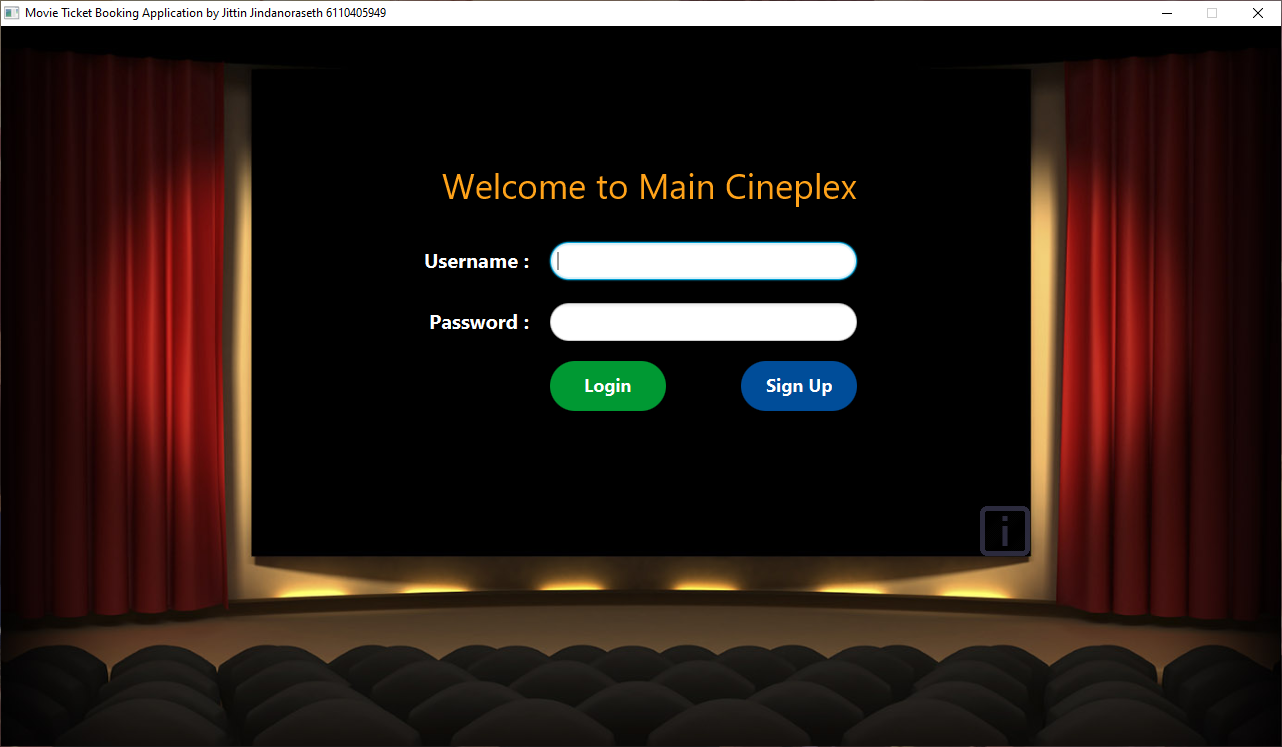 Movie Ticket Booking Application by Jittin Jindanoraseth 6110405949
Welcome to Main Cineplex
Username :
Password :
Login
Sign Up
i